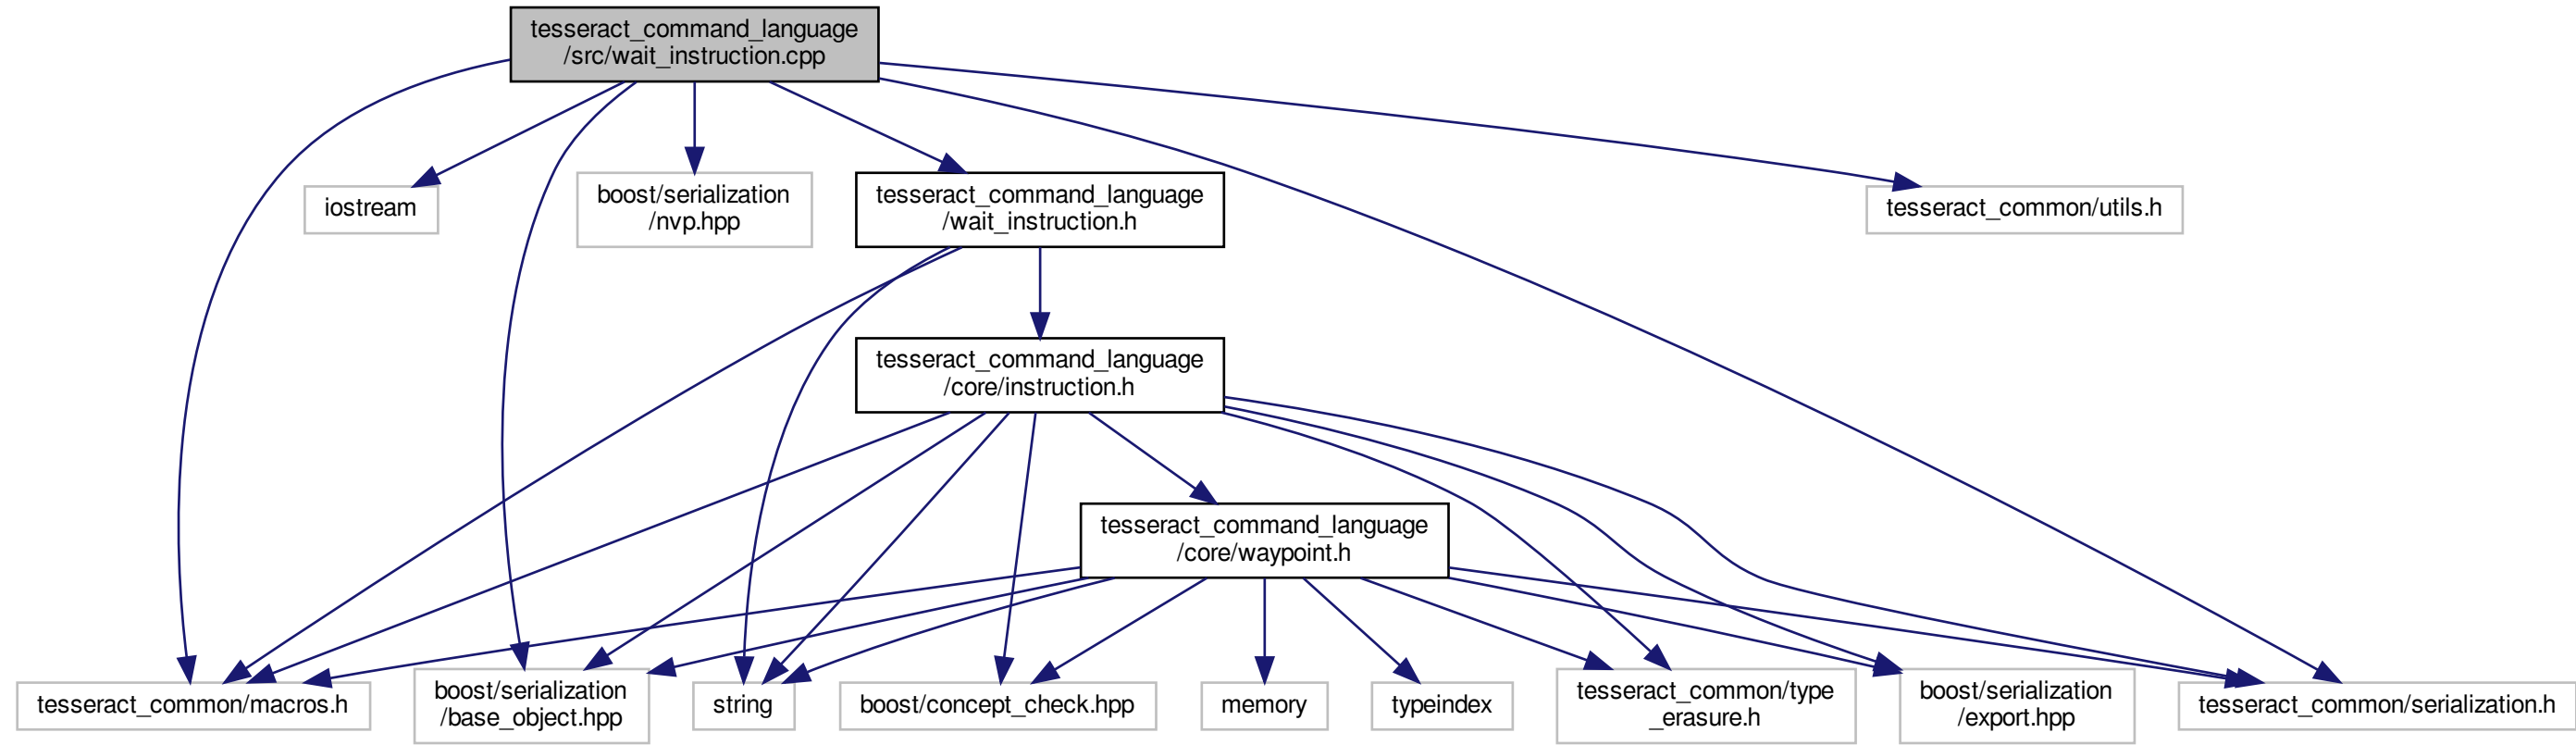 tesseract_command_language
/src/wait_instruction.cpp
iostream
boost/serialization
/nvp.hpp
tesseract_command_language
/wait_instruction.h
tesseract_common/utils.h
tesseract_command_language
/core/instruction.h
tesseract_command_language
/core/waypoint.h
tesseract_common/macros.h
boost/serialization
/base_object.hpp
string
boost/concept_check.hpp
memory
typeindex
tesseract_common/type
_erasure.h
boost/serialization
/export.hpp
tesseract_common/serialization.h